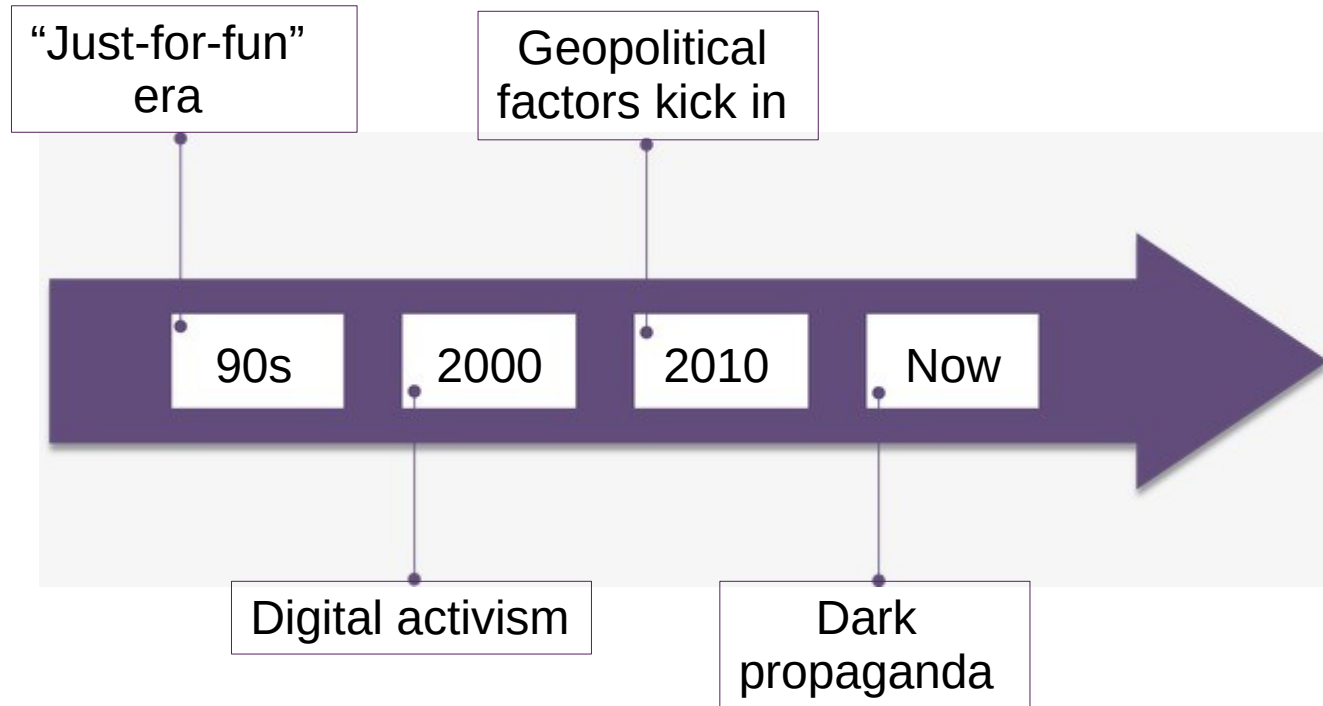 “Just-for-fun”
era
Geopolitical
factors kick in
90s
2000
2010
Now
Digital activism
Dark
propaganda